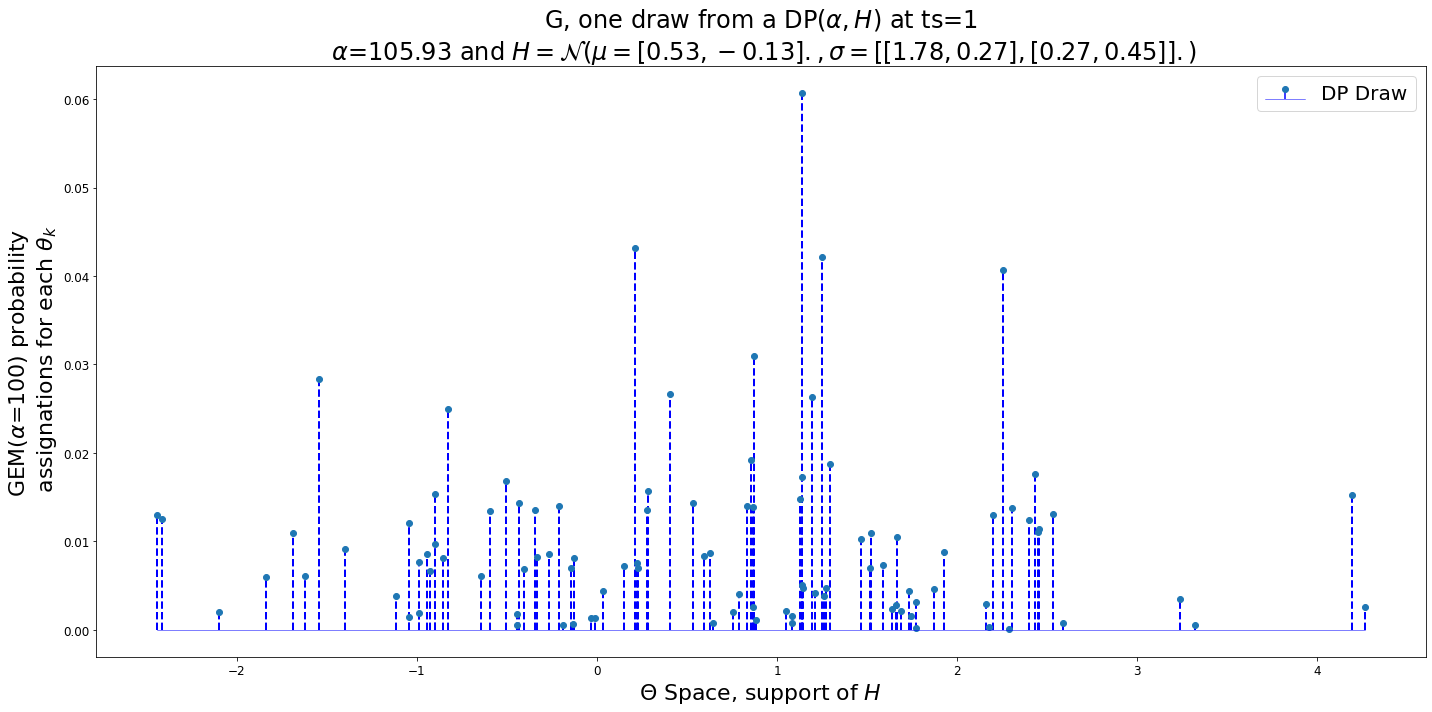 G, one draw from a DP(α, H) at ts=1
α=105.93 and H = 𝒩(μ = [0.53, −0.13]. , σ = [[1.78, 0.27], [0.27, 0.45]]. )
DP Draw
GEM(α=100) probability
assignations for each θ_k
0.06
0.05
0.04
0.03
0.02
0.01
0.00
−2
−1
0
1
2
3
4
Θ Space, support of H